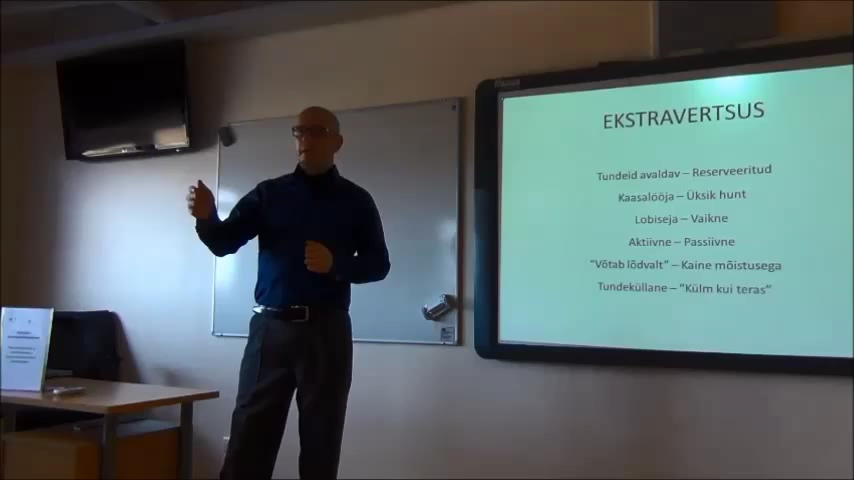 EKSTRAVERTSUS
Tundeid avaldav – Reserveeritud
Kaasalööja – Üksik hunt
Lobiseja – Vaikne
Aktiivne – Passiivne
"Võtab lõdvalt" – Kaine mõistusega
Tundeküllane – "Külm kui teras"